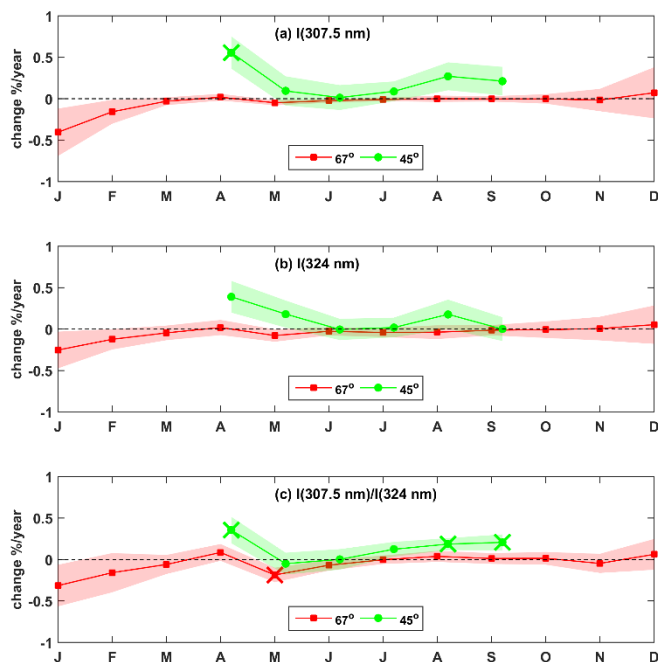 (a) I(307.5 nm)
change %/year
1
0.5
0
-0.5
-1
67° 45°
J F M A M J J A S O N D
(b) I(324 nm)
change %/year
1
0.5
0
-0.5
-1
67° 45°
J F M A M J J A S O N D
(c) I(307.5 nm)/I(324 nm)
change %/year
1
0.5
0
-0.5
-1
67° 45°
J F M A M J J A S O N D